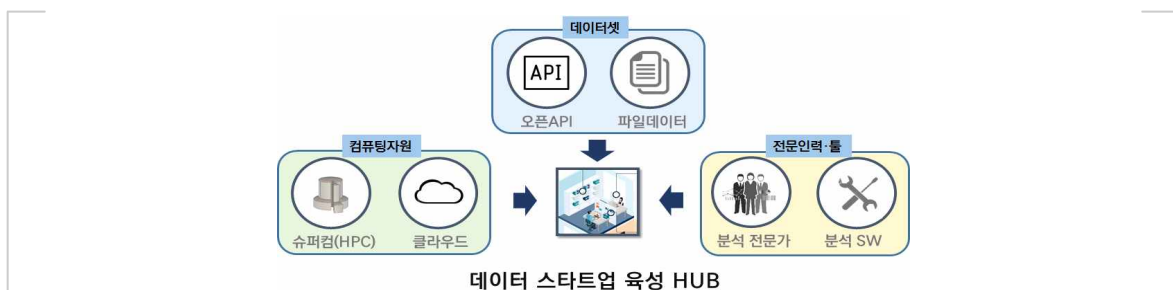 데이터셋
API
오픈API 파일데이터
컴퓨팅자원
슈퍼컴(HPC) 클라우드
전문인력·툴
분석 전문가 분석 SW
데이터 스타트업 육성 HUB